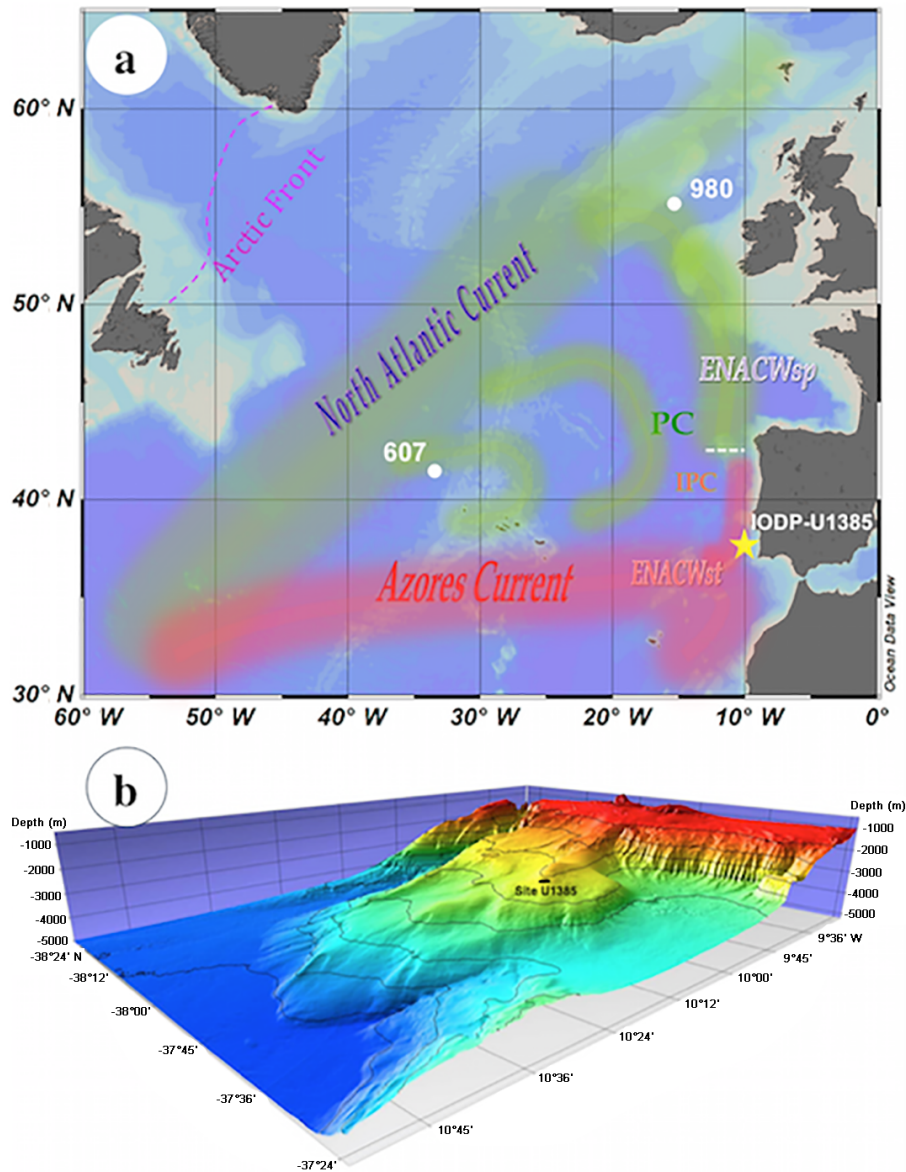 a
60° N
980
Arctic Front
50° N
North Atlantic Current
ENACWsp
PC
607
IPC
40° N
IODP-U1385
ENACWst
Azores Current
Ocean Data View
30° N
60° W
50° W
40° W
30° W
20° W
10° W
0°
b
Depth (m)
Depth (m)
-1000
-1000
-2000
-2000
-3000
-3000
-4000
-4000
-5000
-5000
Site U1385
-38°24' N
-38°12'
-38°00'
-37°45'
-37°36'
-37°24'
9°36' W
9°45'
10°00'
10°12'
10°24'
10°36'
10°45'